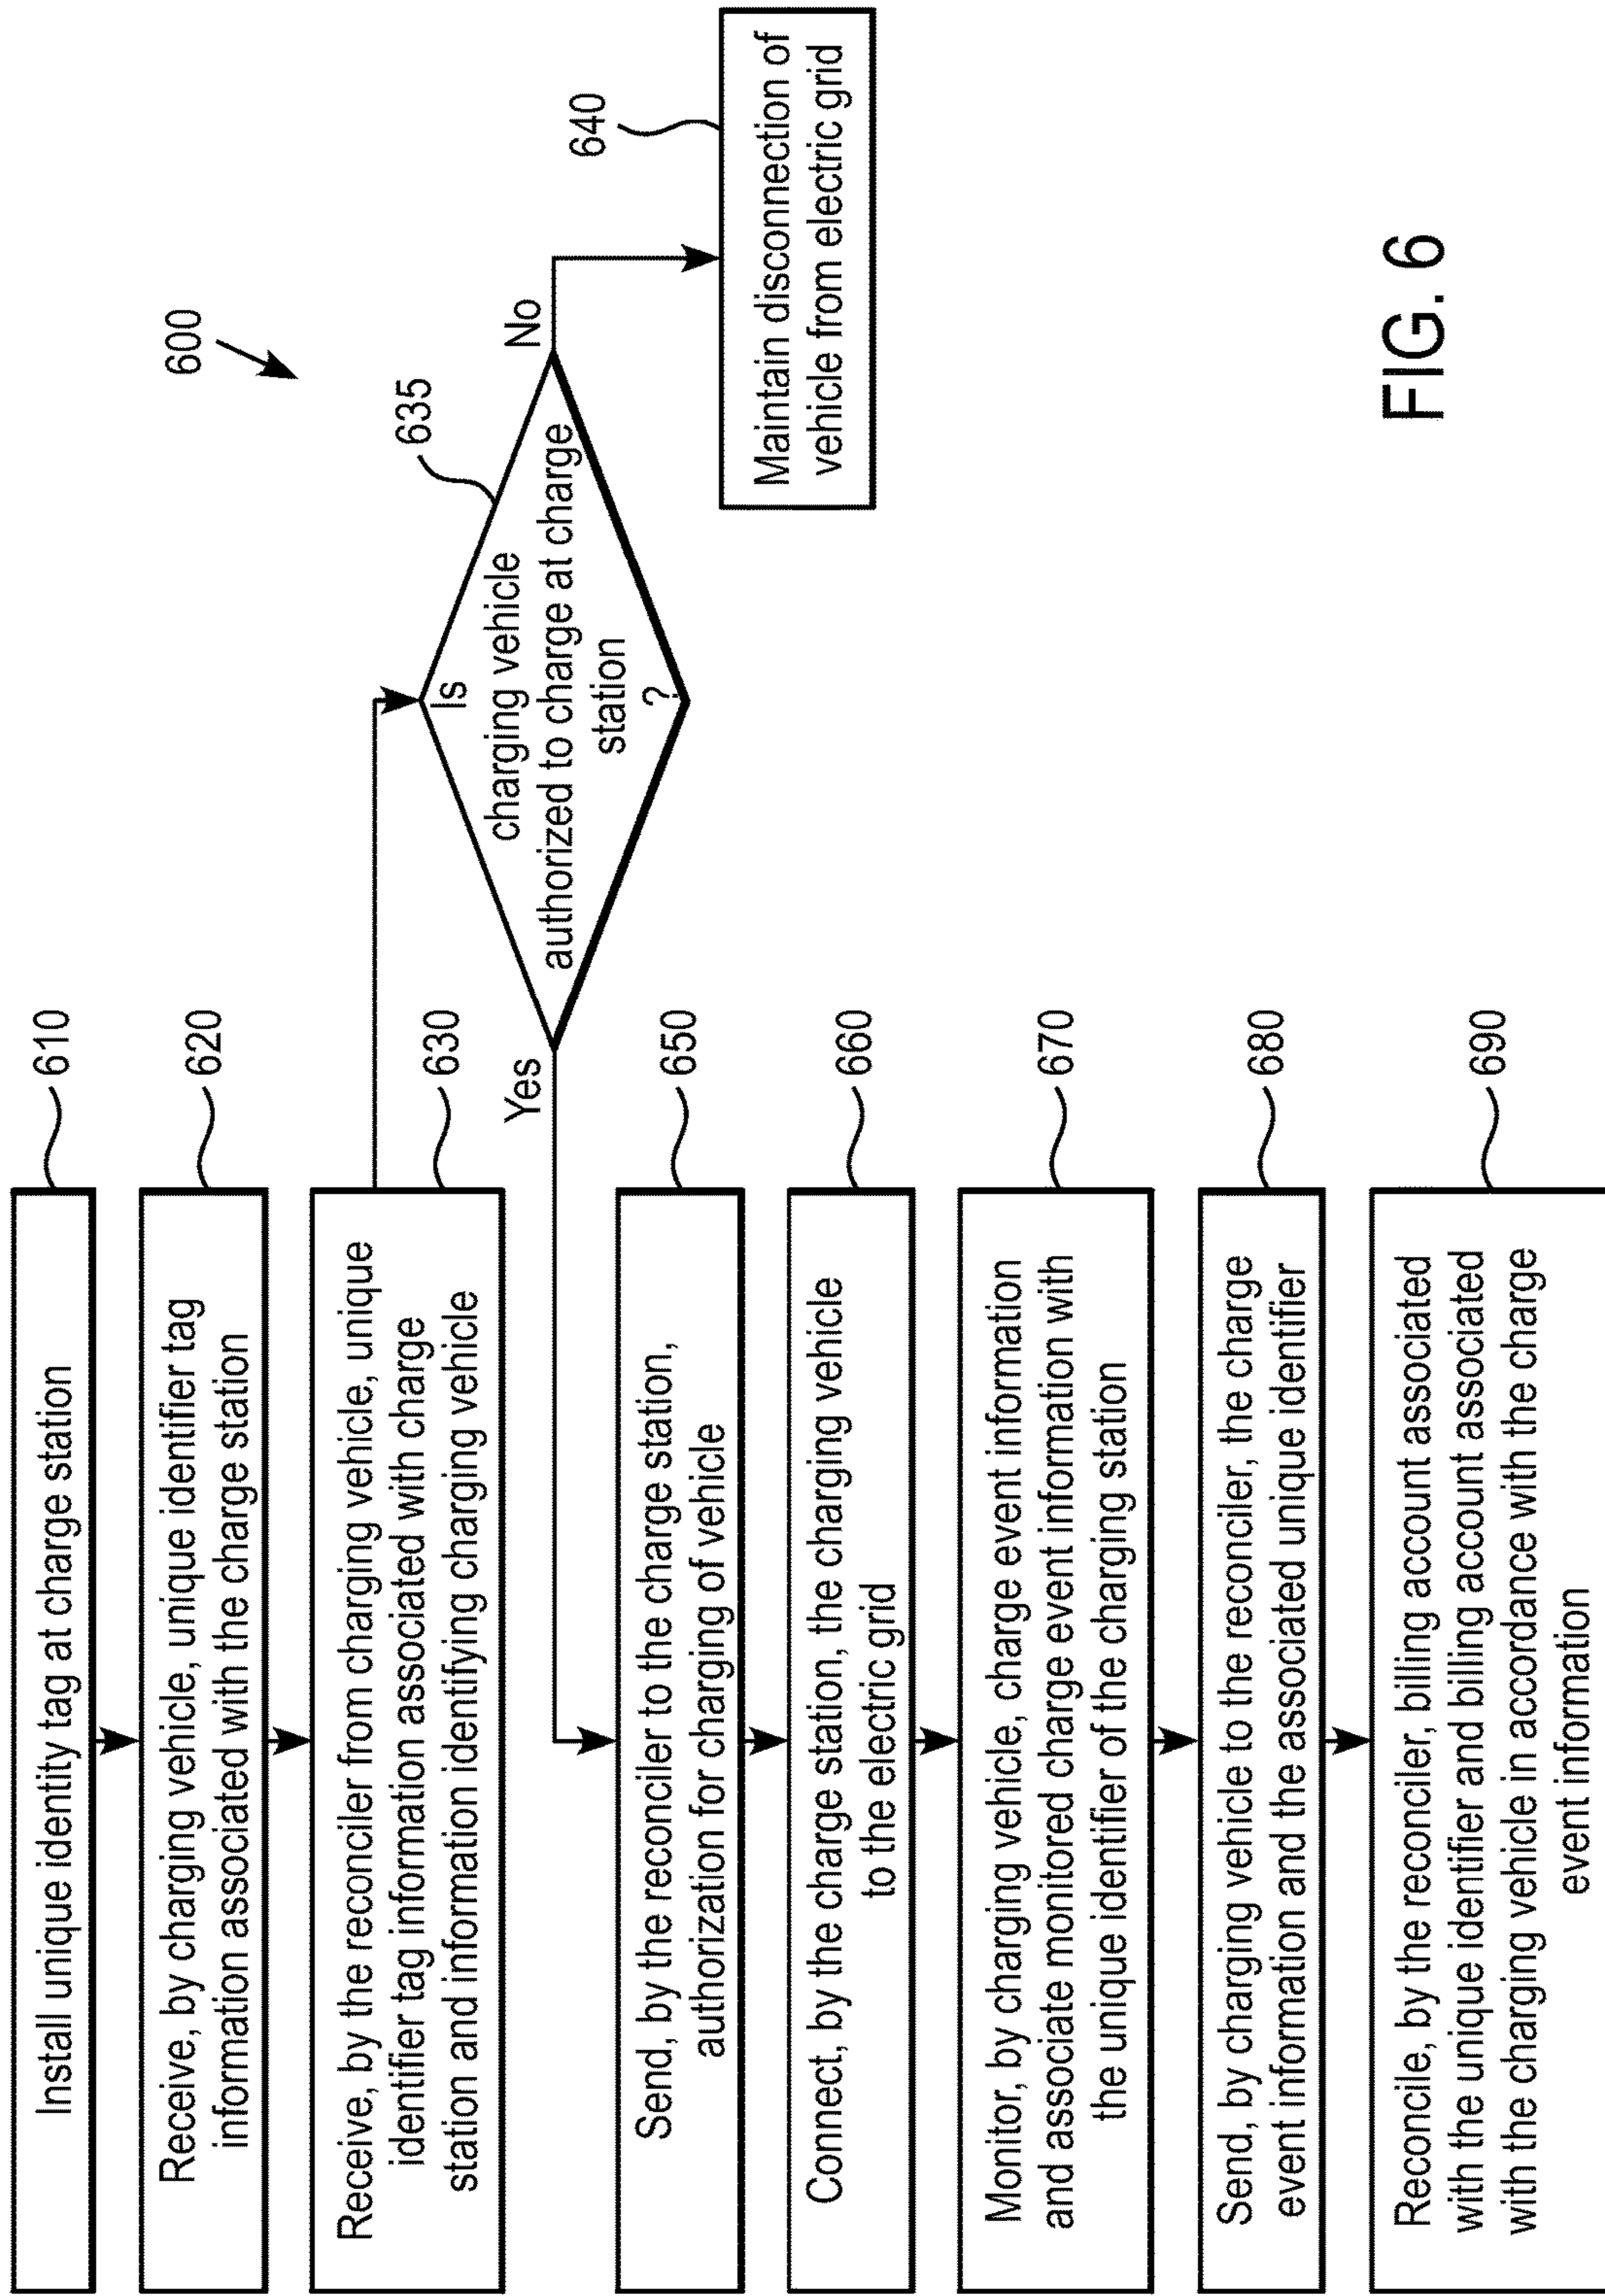 600
Install unique identity tag at charge station
610
Receive, by charging vehicle, unique identifier tag
information associated with the charge station
620
Receive, by the reconciler from charging vehicle, unique
identifier tag information associated with charge
station and information identifying charging vehicle
630
Is
charging vehicle
authorized to charge at charge
station
?
635
No
Maintain disconnection of
vehicle from electric grid
640
Yes
Send, by the reconciler to the charge station,
authorization for charging of vehicle
650
Connect, by the charge station, the charging vehicle
to the electric grid
660
Monitor, by charging vehicle, charge event information
and associate monitored charge event information with
the unique identifier of the charging station
670
Send, by charging vehicle to the reconciler, the charge
event information and the associated unique identifier
680
Reconcile, by the reconciler, billing account associated
with the unique identifier and billing account associated
with the charging vehicle in accordance with the charge
event information
690
FIG. 6